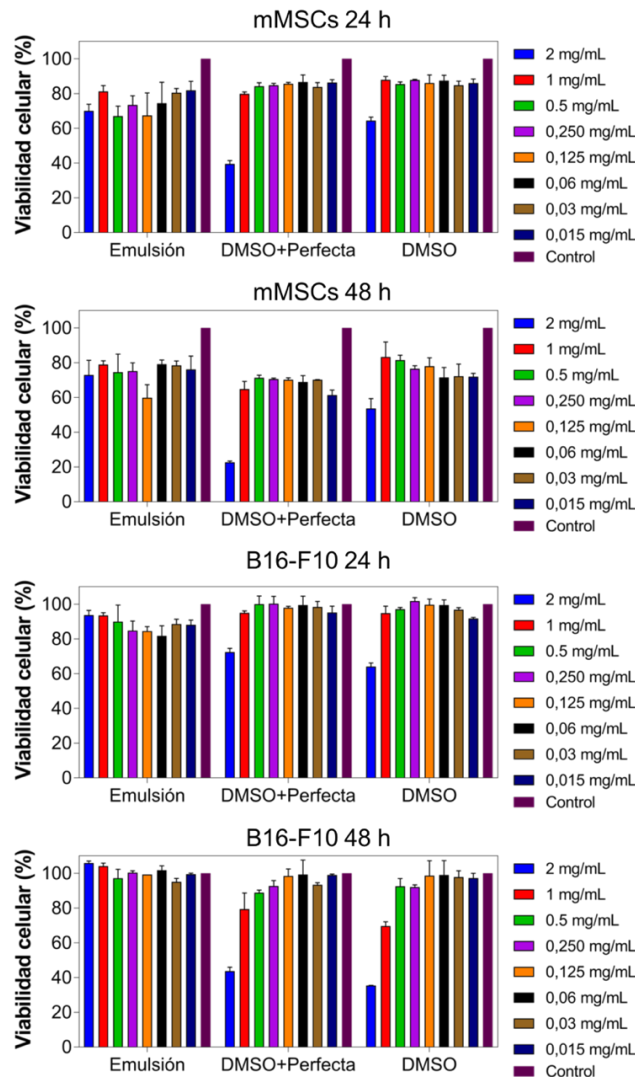 mMSCs 24 h
Viabilidad celular (%)
100
80
60
40
20
0
Emulsión DMSO+Perfecta DMSO
2 mg/mL
1 mg/mL
0.5 mg/mL
0,250 mg/mL
0,125 mg/mL
0,06 mg/mL
0,03 mg/mL
0,015 mg/mL
Control
mMSCs 48 h
Viabilidad celular (%)
100
80
60
40
20
0
Emulsión DMSO+Perfecta DMSO
2 mg/mL
1 mg/mL
0.5 mg/mL
0,250 mg/mL
0,125 mg/mL
0,06 mg/mL
0,03 mg/mL
0,015 mg/mL
Control
B16-F10 24 h
Viabilidad celular (%)
100
80
60
40
20
0
Emulsión DMSO+Perfecta DMSO
2 mg/mL
1 mg/mL
0.5 mg/mL
0,250 mg/mL
0,125 mg/mL
0,06 mg/mL
0,03 mg/mL
0,015 mg/mL
Control
B16-F10 48 h
Viabilidad celular (%)
100
80
60
40
20
0
Emulsión DMSO+Perfecta DMSO
2 mg/mL
1 mg/mL
0.5 mg/mL
0,250 mg/mL
0,125 mg/mL
0,06 mg/mL
0,03 mg/mL
0,015 mg/mL
Control